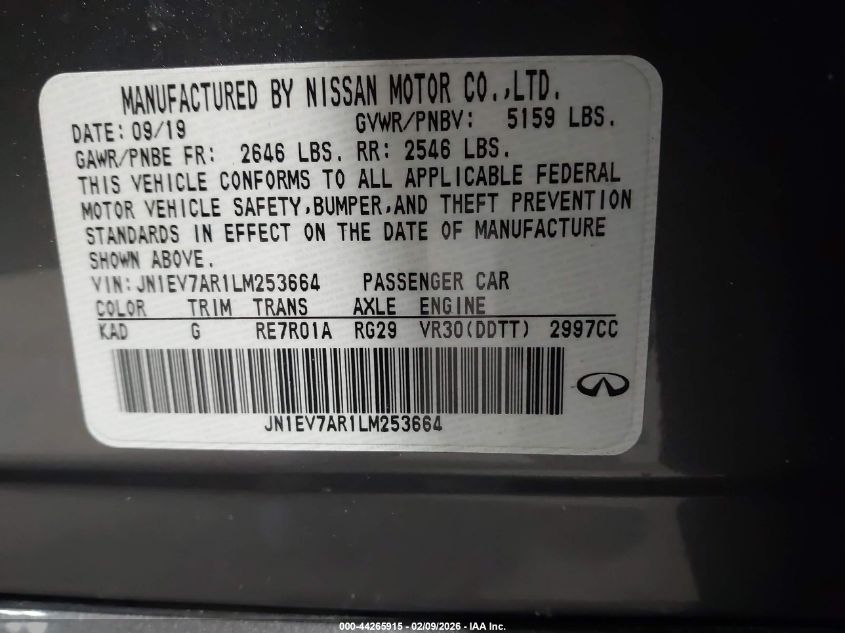 MANUFACTURED BY NISSAN MOTOR CO.,LTD.
DATE: 09/19 GVWR/PNBV: 5159 LBS.
GAWR/PNBE FR: 2646 LBS. RR: 2546 LBS.
THIS VEHICLE CONFORMS TO ALL APPLICABLE FEDERAL
MOTOR VEHICLE SAFETY,BUMPER,AND THEFT PREVENTION
STANDARDS IN EFFECT ON THE DATE OF MANUFACTURE
SHOWN ABOVE.
VIN: JN1EV7AR1LM253664 PASSENGER CAR
COLOR TRIM TRANS AXLE ENGINE
KAD G RE7R01A RG29 VR30(DDTT) 2997CC
JN1EV7AR1LM253664
000-44265915 - 02/09/2026 - IAA Inc.